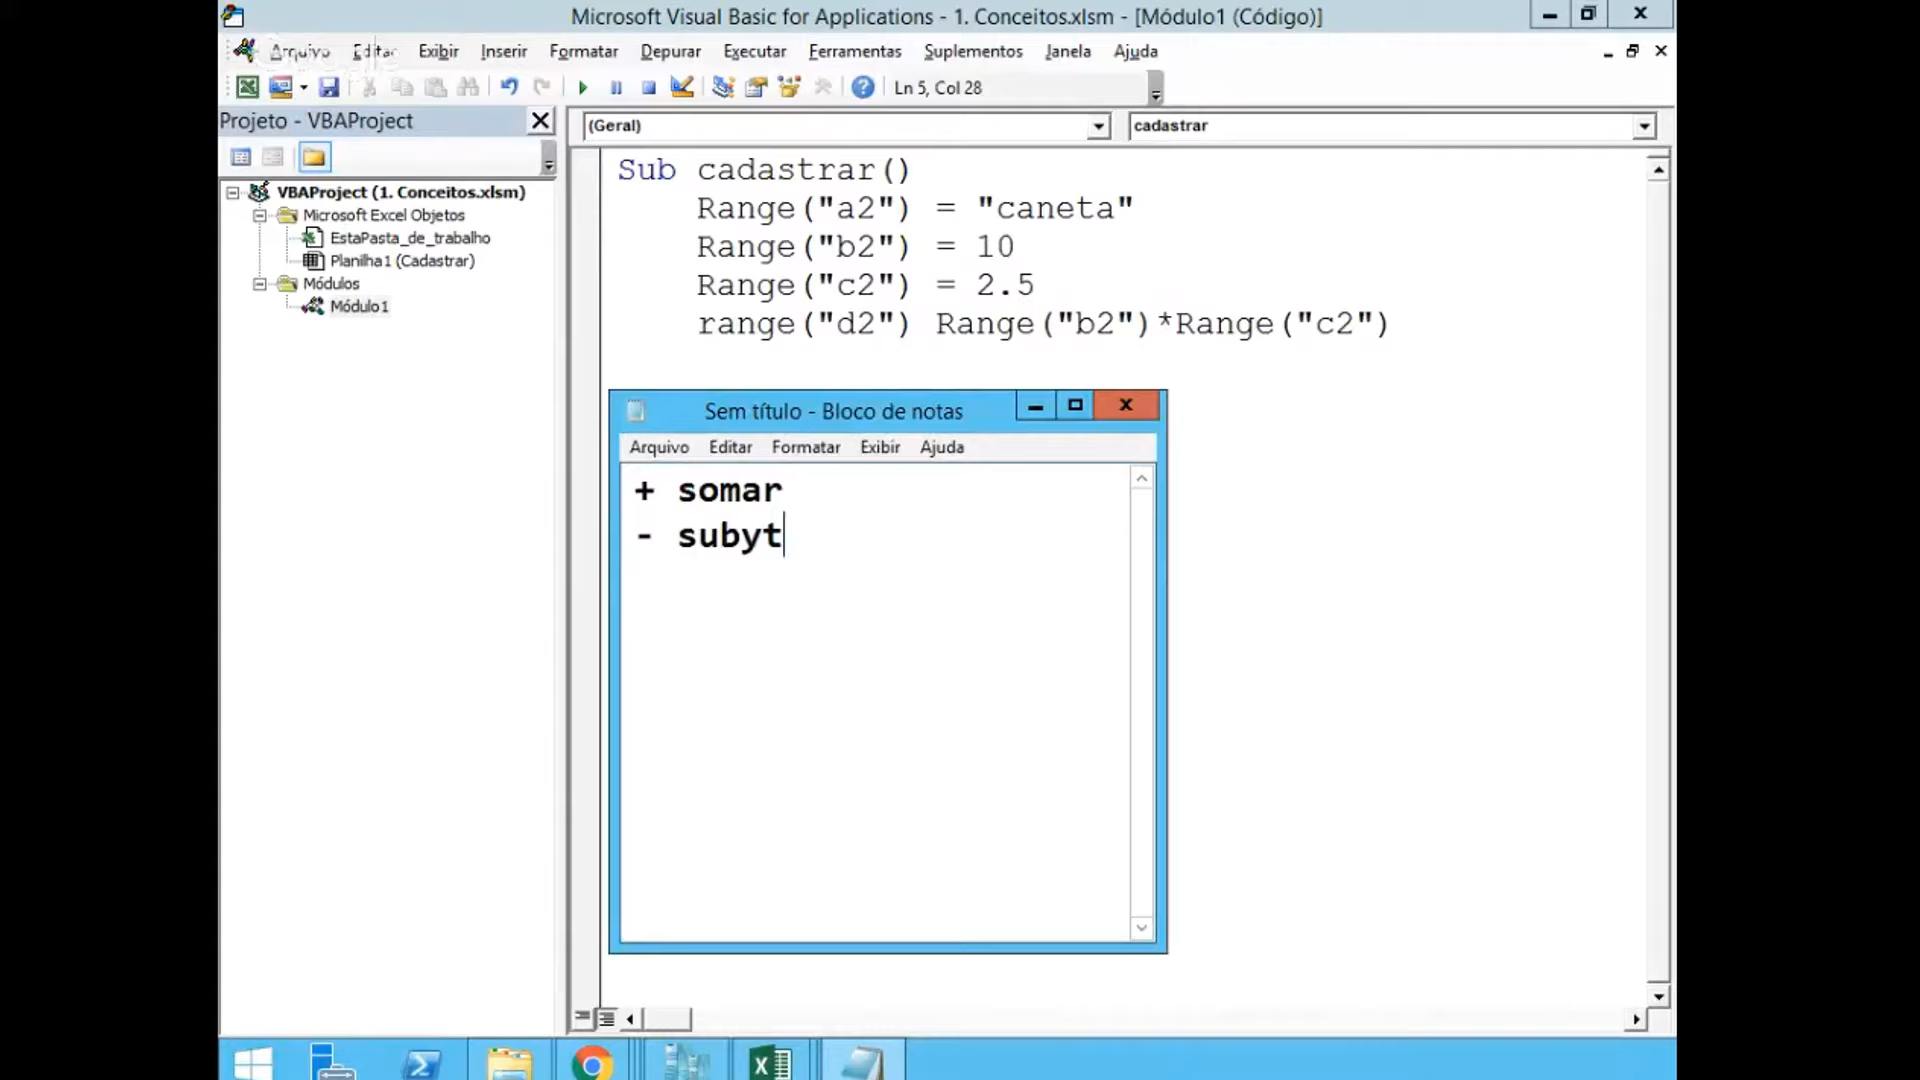 Microsoft Visual Basic for Applications - 1. Conceitos.xlsm - [Módulo1 (Código)]
Arquivo Editar Exibir Inserir Formatar Depurar Executar Ferramentas Suplementos Janela Ajuda
Ln 5, Col 28
Projeto - VBAProject
(Geral)
cadastrar
VBAProject (1. Conceitos.xlsm)
Microsoft Excel Objetos
EstaPasta_de_trabalho
Planilha1 (Cadastrar)
Módulos
Módulo1
Sub cadastrar()
Range("a2") = "caneta"
Range("b2") = 10
Range("c2") = 2.5
range("d2") Range("b2")*Range("c2")
Sem título - Bloco de notas
Arquivo Editar Formatar Exibir Ajuda
+ somar
- subyt